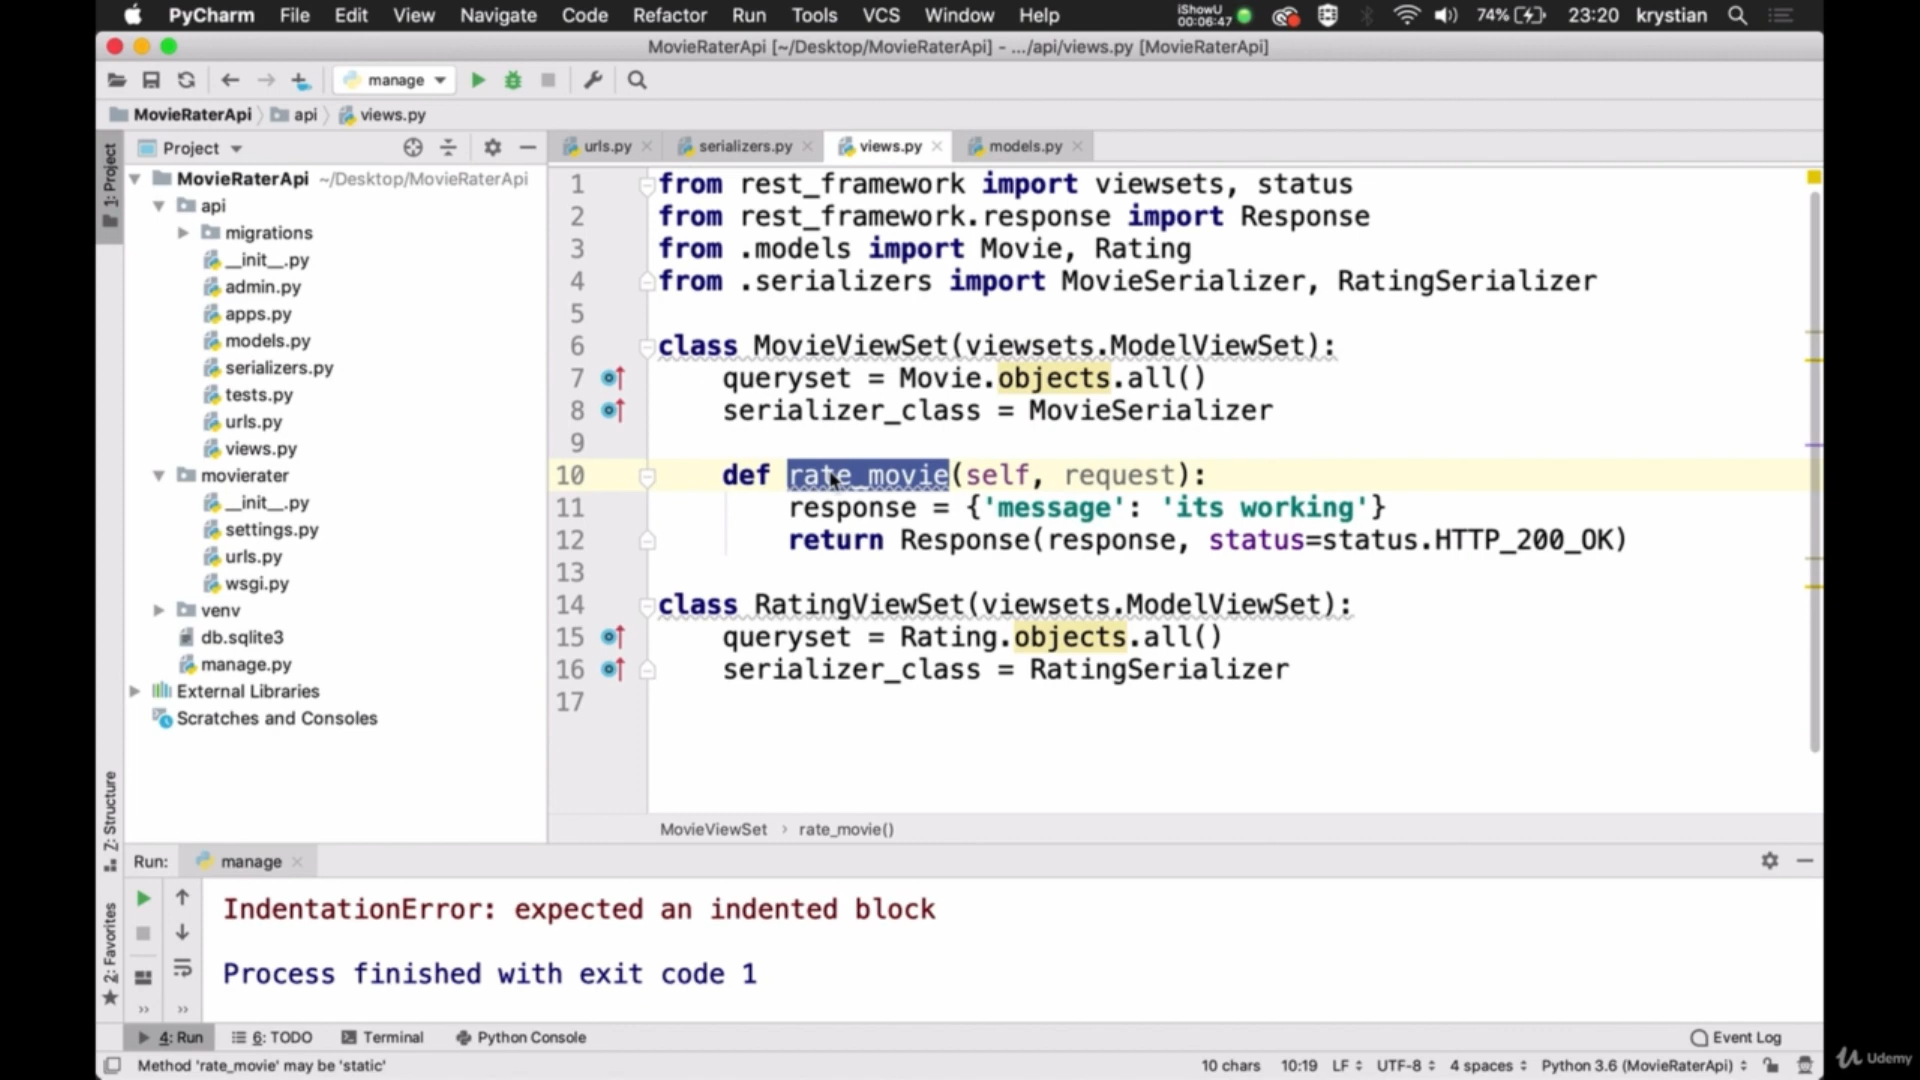 PyCharm File Edit View Navigate Code Refactor Run Tools VCS Window Help iShowU 00:06:47 74% 23:20 krystian
MovieRaterApi [~/Desktop/MovieRaterApi] - .../api/views.py [MovieRaterApi]
manage
MovieRaterApi api views.py
Project
urls.py serializers.py views.py models.py
1: Project
MovieRaterApi ~/Desktop/MovieRaterApi
api
migrations
__init__.py
admin.py
apps.py
models.py
serializers.py
tests.py
urls.py
views.py
movierater
__init__.py
settings.py
urls.py
wsgi.py
venv
db.sqlite3
manage.py
External Libraries
Scratches and Consoles
Z: Structure
2: Favorites
1 from rest_framework import viewsets, status
2 from rest_framework.response import Response
3 from .models import Movie, Rating
4 from .serializers import MovieSerializer, RatingSerializer
5
6 class MovieViewSet(viewsets.ModelViewSet):
7 queryset = Movie.objects.all()
8 serializer_class = MovieSerializer
9
10 def rate_movie(self, request):
11 response = {'message': 'its working'}
12 return Response(response, status=status.HTTP_200_OK)
13
14 class RatingViewSet(viewsets.ModelViewSet):
15 queryset = Rating.objects.all()
16 serializer_class = RatingSerializer
17
MovieViewSet › rate_movie()
Run: manage
IndentationError: expected an indented block
Process finished with exit code 1
4: Run 6: TODO Terminal Python Console Event Log
Method 'rate_movie' may be 'static' 10 chars 10:19 LF UTF-8 4 spaces Python 3.6 (MovieRaterApi)
Udemy